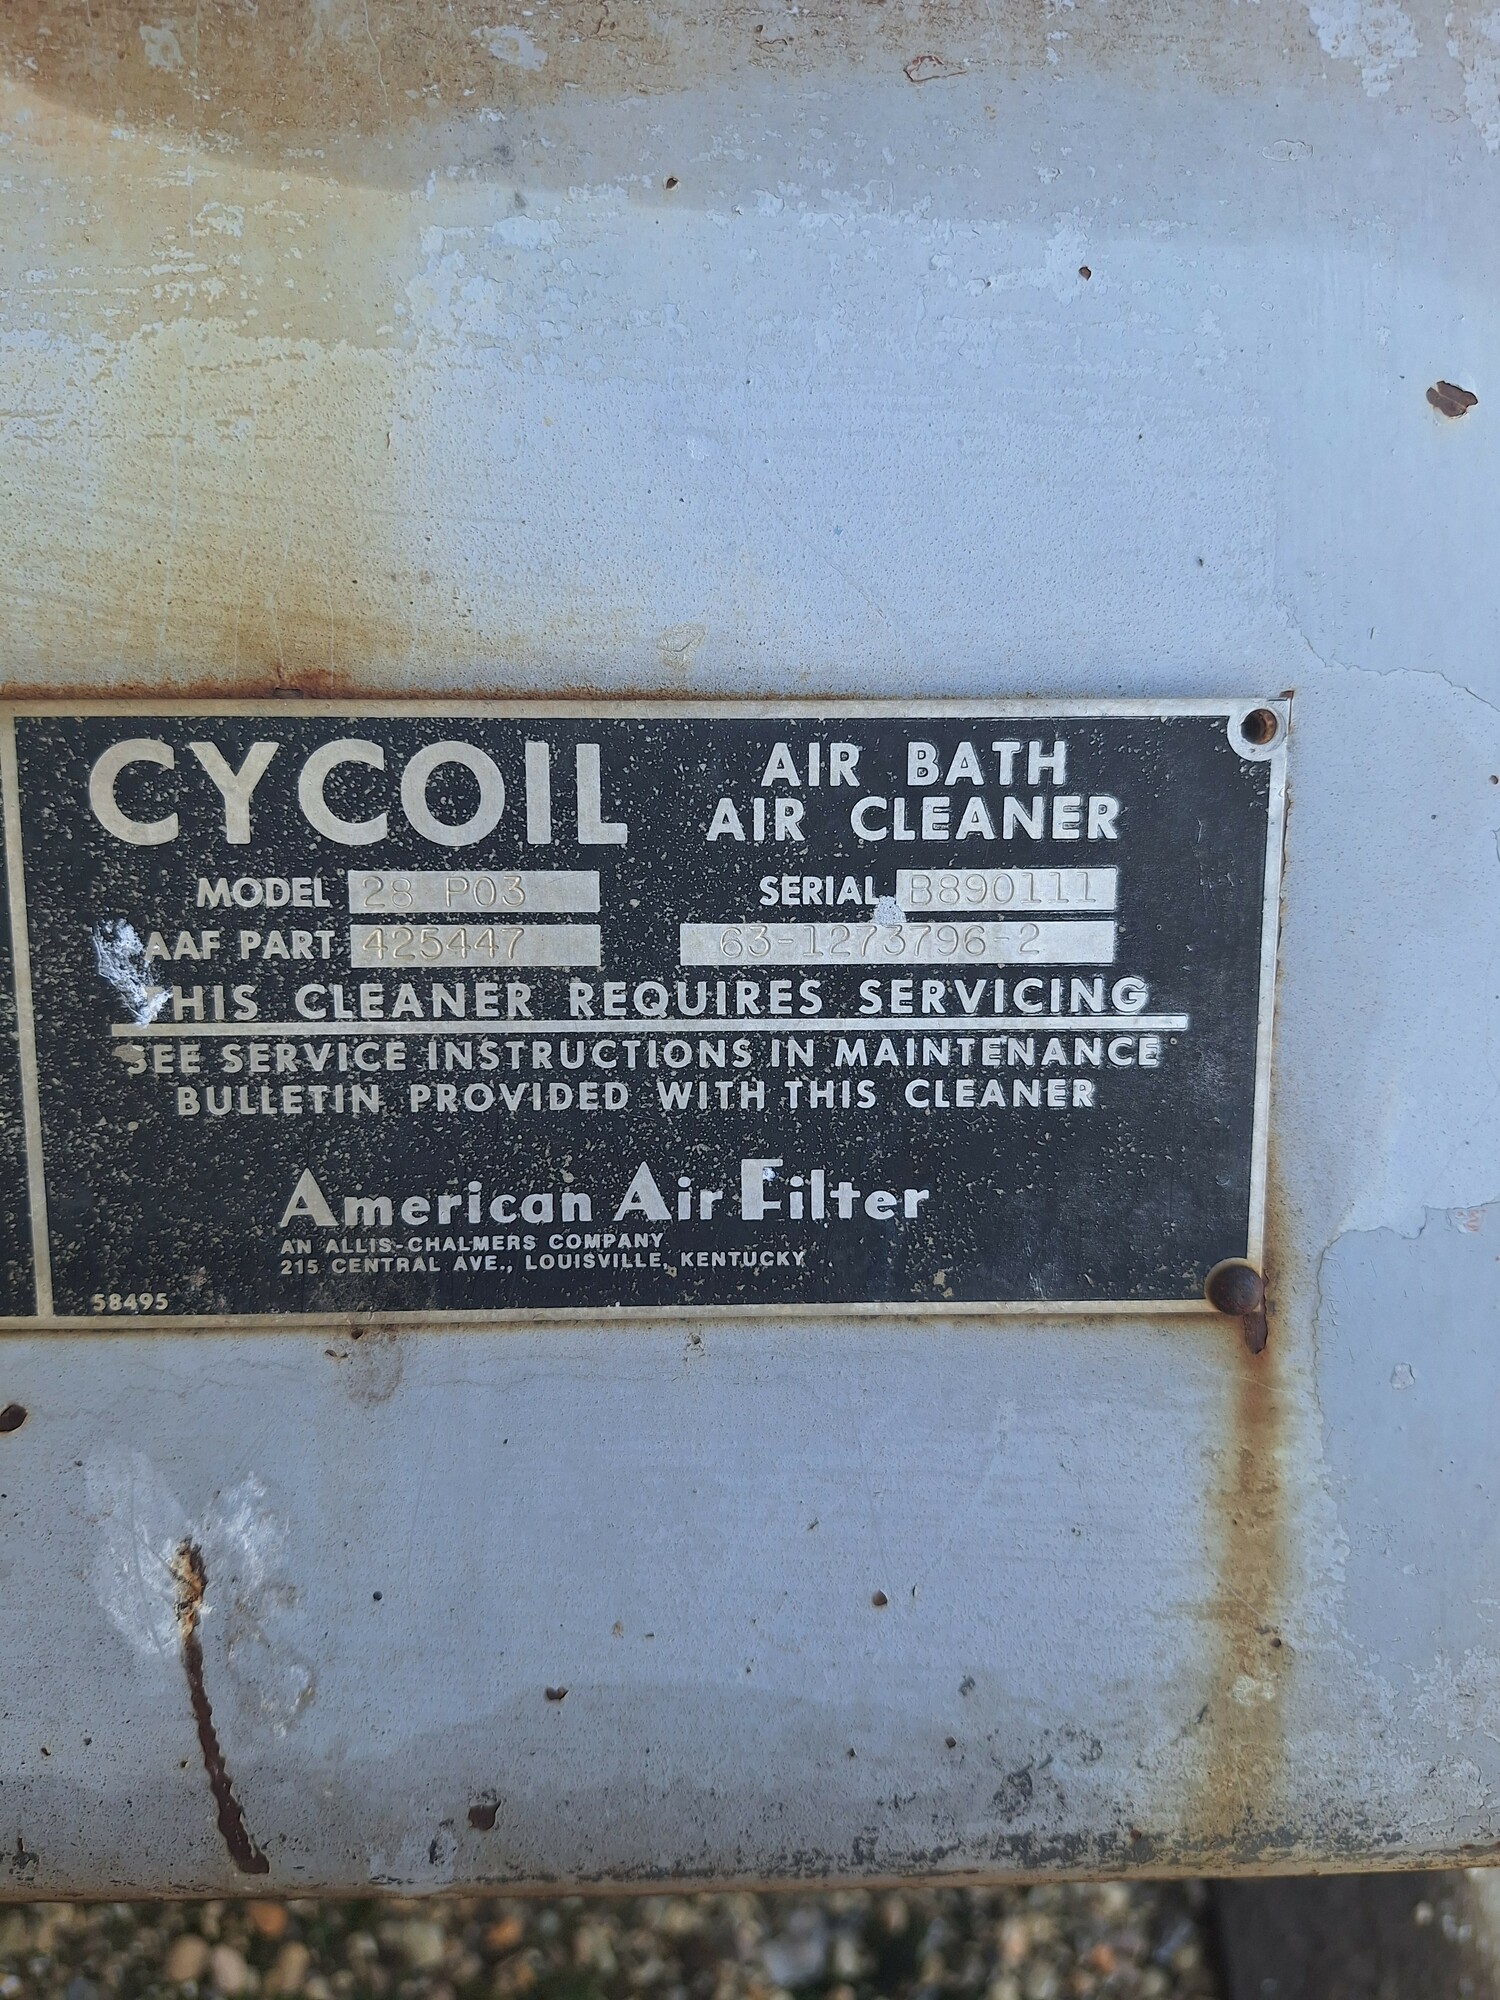 CYCOIL AIR BATH
AIR CLEANER
MODEL 28 P03 SERIAL B890111
AAF PART 425447 63-1273796-2
THIS CLEANER REQUIRES SERVICING
SEE SERVICE INSTRUCTIONS IN MAINTENANCE
BULLETIN PROVIDED WITH THIS CLEANER
American Air Filter
AN ALLIS-CHALMERS COMPANY
215 CENTRAL AVE., LOUISVILLE, KENTUCKY
58495